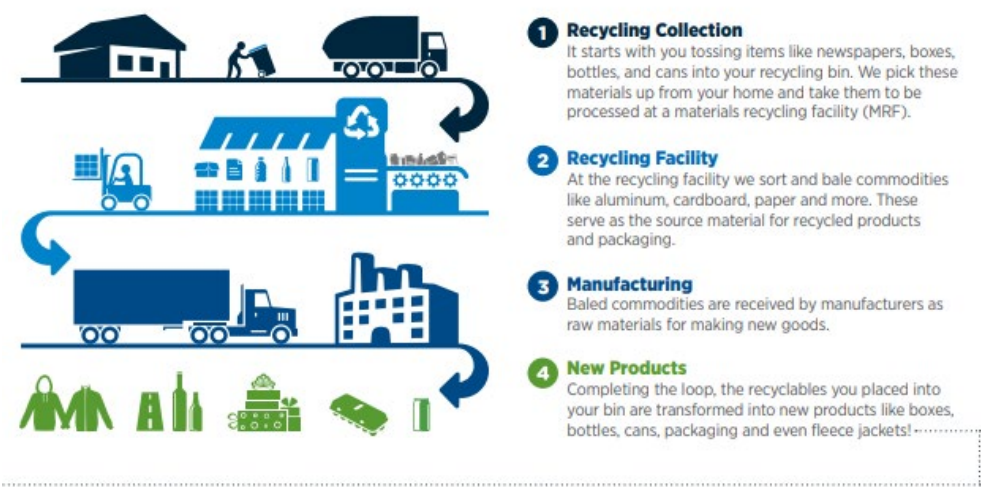 1 Recycling Collection
It starts with you tossing items like newspapers, boxes,
bottles, and cans into your recycling bin. We pick these
materials up from your home and take them to be
processed at a materials recycling facility (MRF).
2 Recycling Facility
At the recycling facility we sort and bale commodities
like aluminum, cardboard, paper and more. These
serve as the source material for recycled products
and packaging.
3 Manufacturing
Baled commodities are received by manufacturers as
raw materials for making new goods.
4 New Products
Completing the loop, the recyclables you placed into
your bin are transformed into new products like boxes,
bottles, cans, packaging and even fleece jackets!